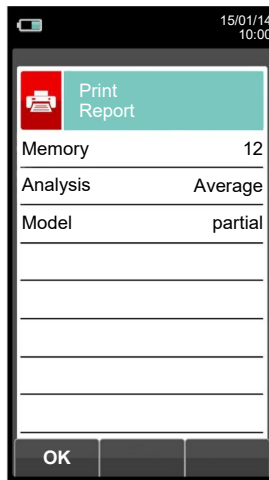 15/01/14
10:00
Print
Report
Memory 12
Analysis Average
Model partial
OK